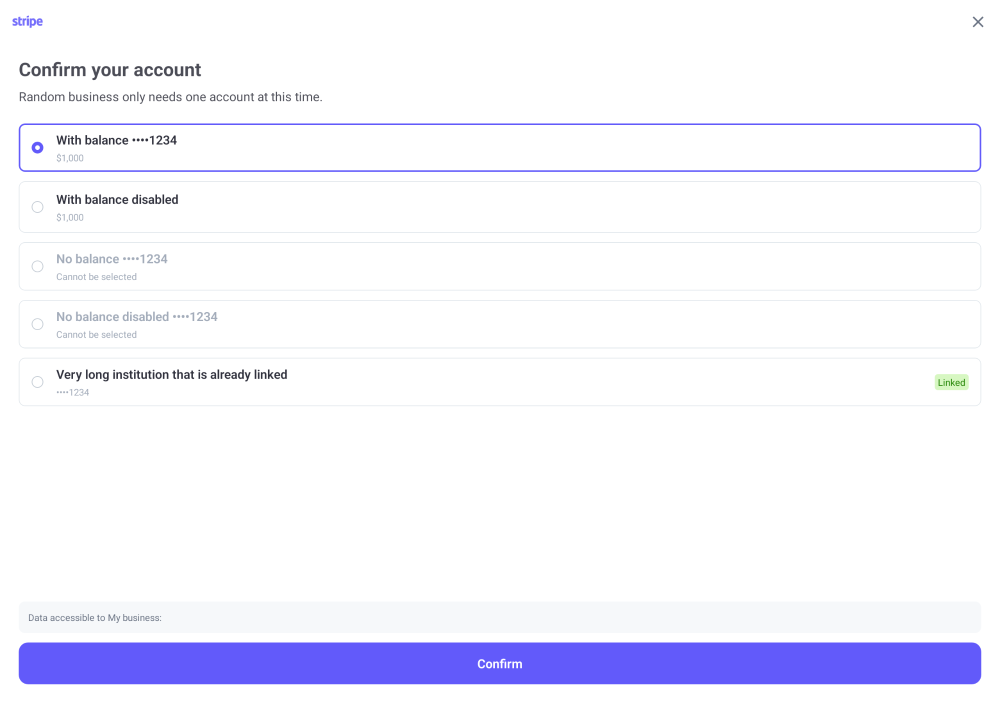 stripe
Confirm your account
Random business only needs one account at this time.
With balance ••••1234
$1,000
With balance disabled
$1,000
No balance ••••1234
Cannot be selected
No balance disabled ••••1234
Cannot be selected
Very long institution that is already linked
••••1234
Linked
Data accessible to My business:
Confirm